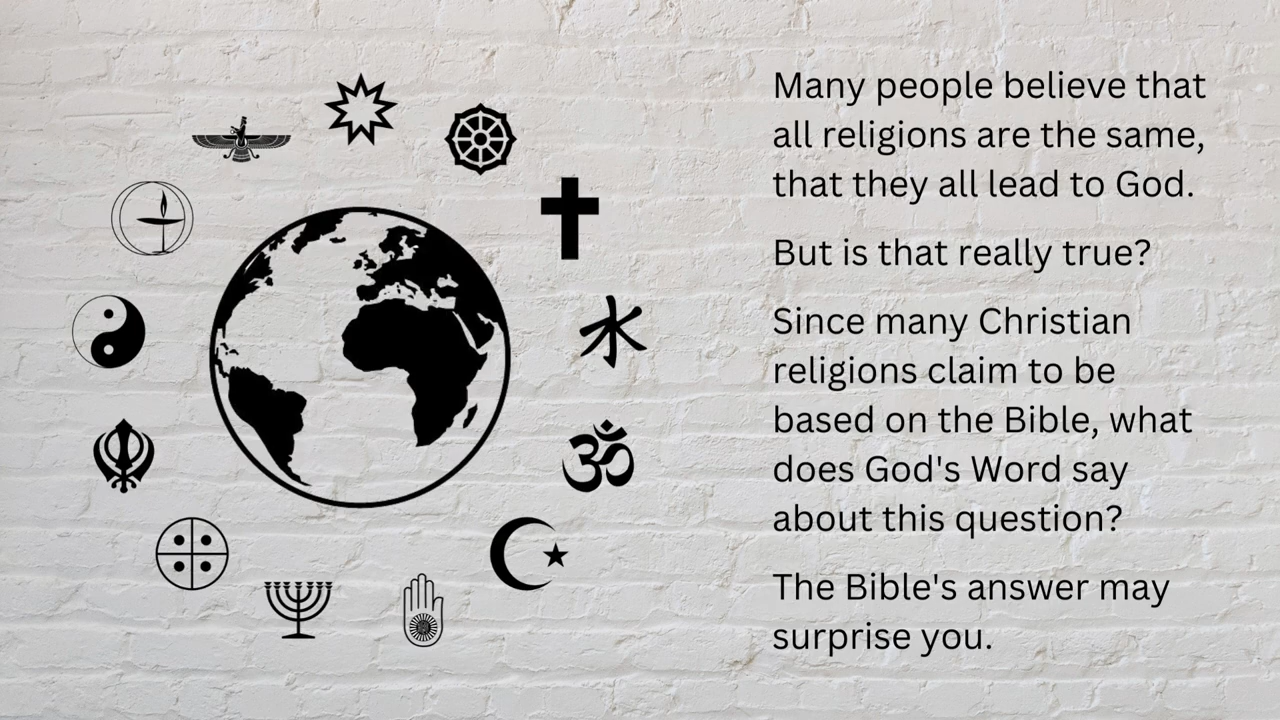 Many people believe that
all religions are the same,
that they all lead to God.
But is that really true?
Since many Christian
religions claim to be
based on the Bible, what
does God's Word say
about this question?
The Bible's answer may
surprise you.
水
ॐ